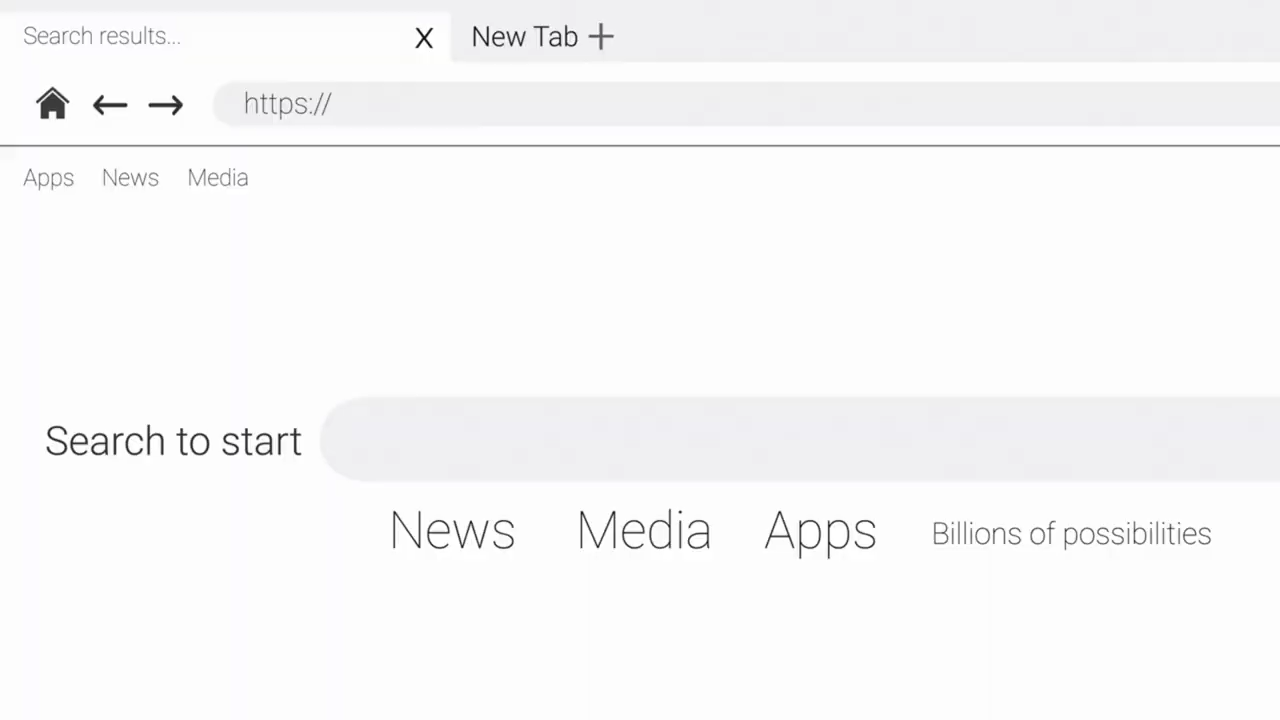 Search results... X New Tab +
https://
Apps News Media
Search to start
News Media Apps Billions of possibilities